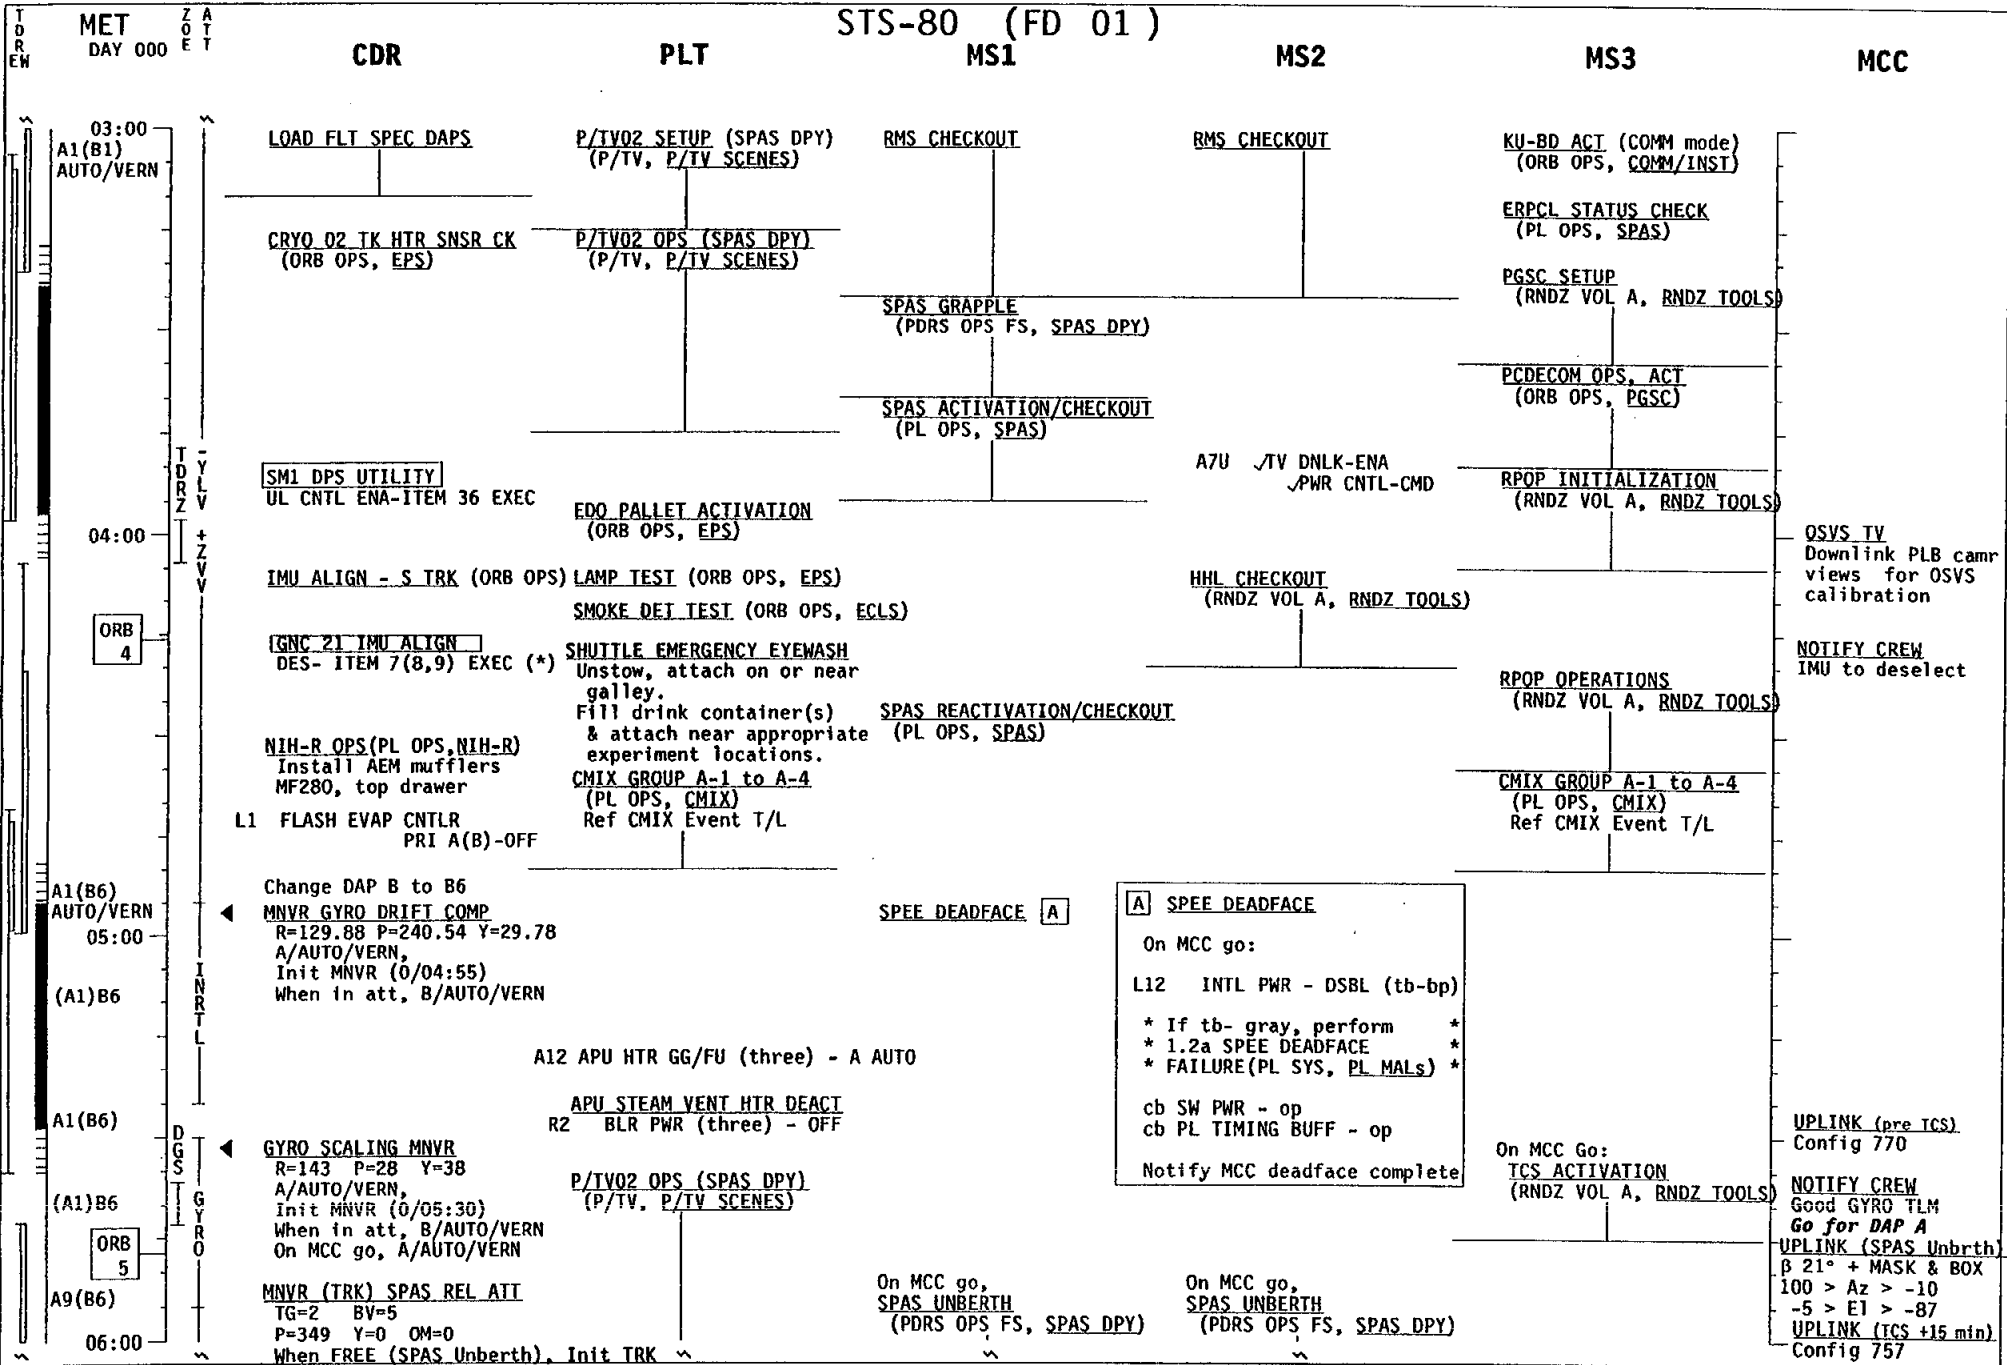 STS-80 (FD 01)
TDREW
MET
DAY 000
ZOE
ATT
CDR
PLT
MS1
MS2
MS3
MCC
03:00
A1(B1)
AUTO/VERN
TDRZ
-YLV +ZVV
04:00
ORB
4
A1(B6)
AUTO/VERN
05:00
(A1)B6
INRTL
A1(B6)
DGS
(A1)B6
GYRO
ORB
5
A9(B6)
06:00
LOAD FLT SPEC DAPS
CRYO O2 TK HTR SNSR CK
(ORB OPS, EPS)
SM1 DPS UTILITY
UL CNTL ENA-ITEM 36 EXEC
IMU ALIGN - S TRK (ORB OPS)
GNC 21 IMU ALIGN
DES- ITEM 7(8,9) EXEC (*)
NIH-R OPS(PL OPS,NIH-R)
Install AEM mufflers
MF280, top drawer
L1 FLASH EVAP CNTLR
PRI A(B)-OFF
Change DAP B to B6
MNVR GYRO DRIFT COMP
R=129.88 P=240.54 Y=29.78
A/AUTO/VERN,
Init MNVR (0/04:55)
When in att, B/AUTO/VERN
GYRO SCALING MNVR
R=143 P=28 Y=38
A/AUTO/VERN,
Init MNVR (0/05:30)
When in att, B/AUTO/VERN
On MCC go, A/AUTO/VERN
MNVR (TRK) SPAS REL ATT
TG=2 BV=5
P=349 Y=0 OM=0
When FREE (SPAS Unberth), Init TRK
P/TV02 SETUP (SPAS DPY)
(P/TV, P/TV SCENES)
P/TV02 OPS (SPAS DPY)
(P/TV, P/TV SCENES)
EDO PALLET ACTIVATION
(ORB OPS, EPS)
LAMP TEST (ORB OPS, EPS)
SMOKE DET TEST (ORB OPS, ECLS)
SHUTTLE EMERGENCY EYEWASH
Unstow, attach on or near
galley.
Fill drink container(s)
& attach near appropriate
experiment locations.
CMIX GROUP A-1 to A-4
(PL OPS, CMIX)
Ref CMIX Event T/L
A12 APU HTR GG/FU (three) - A AUTO
APU STEAM VENT HTR DEACT
R2 BLR PWR (three) - OFF
P/TV02 OPS (SPAS DPY)
(P/TV, P/TV SCENES)
RMS CHECKOUT
SPAS GRAPPLE
(PDRS OPS FS, SPAS DPY)
SPAS ACTIVATION/CHECKOUT
(PL OPS, SPAS)
SPAS REACTIVATION/CHECKOUT
(PL OPS, SPAS)
SPEE DEADFACE A
On MCC go,
SPAS UNBERTH
(PDRS OPS FS, SPAS DPY)
RMS CHECKOUT
A7U √TV DNLK-ENA
√PWR CNTL-CMD
HHL CHECKOUT
(RNDZ VOL A, RNDZ TOOLS)
A SPEE DEADFACE
On MCC go:
L12 INTL PWR - DSBL (tb-bp)
* If tb- gray, perform *
* 1.2a SPEE DEADFACE *
* FAILURE(PL SYS, PL MALs) *
cb SW PWR - op
cb PL TIMING BUFF - op
Notify MCC deadface complete
On MCC go,
SPAS UNBERTH
(PDRS OPS FS, SPAS DPY)
KU-BD ACT (COMM mode)
(ORB OPS, COMM/INST)
ERPCL STATUS CHECK
(PL OPS, SPAS)
PGSC SETUP
(RNDZ VOL A, RNDZ TOOLS)
PCDECOM OPS, ACT
(ORB OPS, PGSC)
RPOP INITIALIZATION
(RNDZ VOL A, RNDZ TOOLS)
RPOP OPERATIONS
(RNDZ VOL A, RNDZ TOOLS)
CMIX GROUP A-1 to A-4
(PL OPS, CMIX)
Ref CMIX Event T/L
On MCC Go:
TCS ACTIVATION
(RNDZ VOL A, RNDZ TOOLS)
OSVS TV
Downlink PLB camr
views for OSVS
calibration
NOTIFY CREW
IMU to deselect
UPLINK (pre TCS)
Config 770
NOTIFY CREW
Good GYRO TLM
Go for DAP A
UPLINK (SPAS Unbrth)
β 21° + MASK & BOX
100 > Az > -10
-5 > El > -87
UPLINK (TCS +15 min)
Config 757